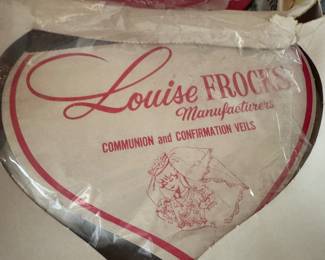 Louise FROCKS
Manufacturers
COMMUNION and CONFIRMATION VEILS